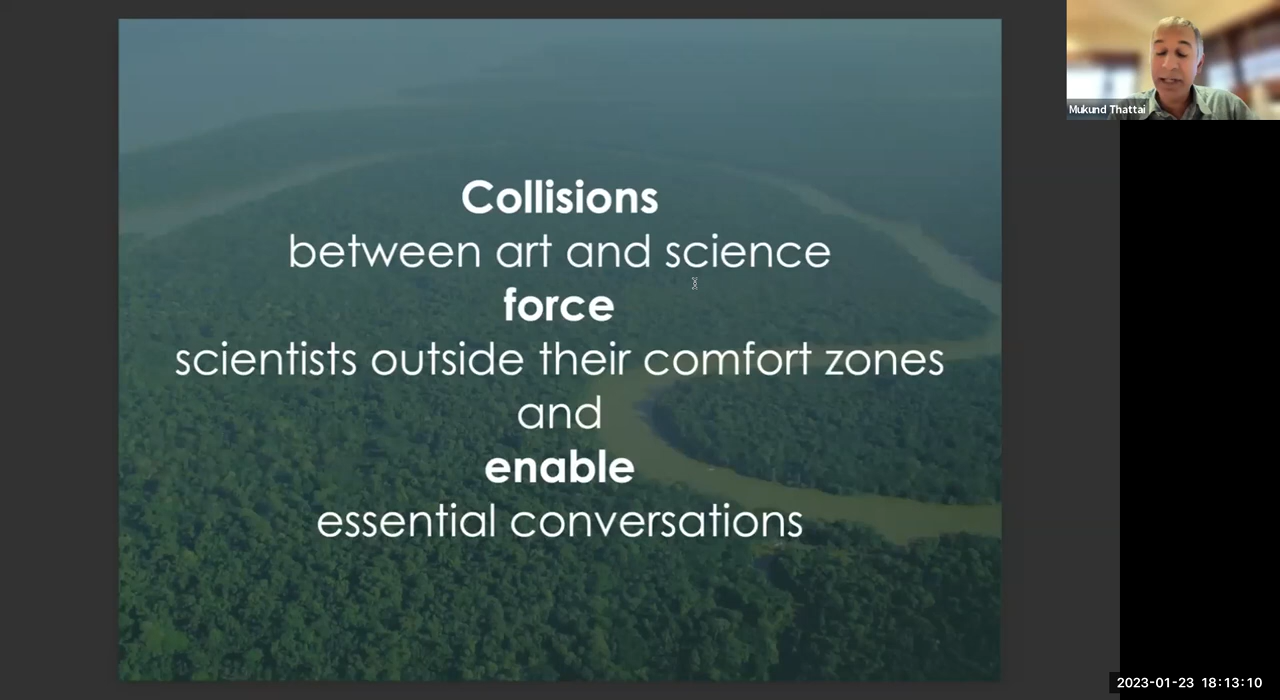 Collisions
between art and science
force
scientists outside their comfort zones
and
enable
essential conversations
Mukund Thattai
2023-01-23 18:13:10